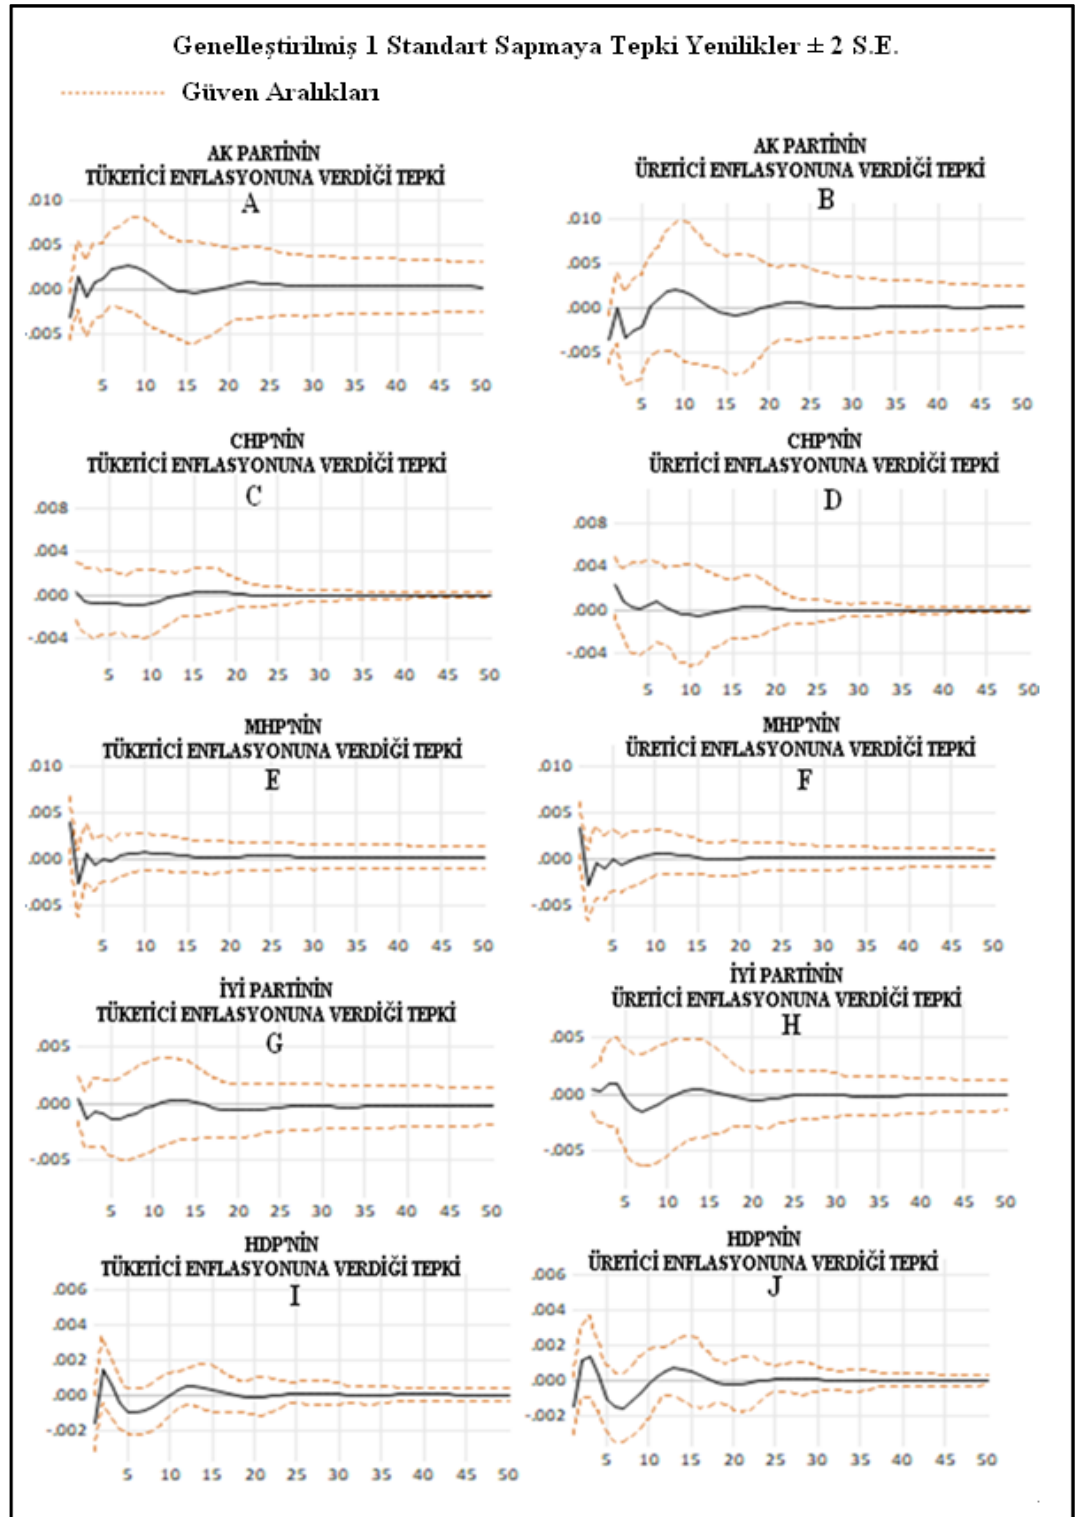 Genelleştirilmiş 1 Standart Sapmaya Tepki Yenilikler ± 2 S.E.
Güven Aralıkları
AK PARTİNİN
TÜKETİCİ ENFLASYONUNA VERDİĞİ TEPKİ
A
.010
.005
.000
-.005
5 10 15 20 25 30 35 40 45 50
AK PARTİNİN
ÜRETİCİ ENFLASYONUNA VERDİĞİ TEPKİ
B
.010
.005
.000
-.005
5 10 15 20 25 30 35 40 45 50
CHP'NİN
TÜKETİCİ ENFLASYONUNA VERDİĞİ TEPKİ
C
.008
.004
.000
-.004
5 10 15 20 25 30 35 40 45 50
CHP'NİN
ÜRETİCİ ENFLASYONUNA VERDİĞİ TEPKİ
D
.008
.004
.000
-.004
5 10 15 20 25 30 35 40 45 50
MHP'NİN
TÜKETİCİ ENFLASYONUNA VERDİĞİ TEPKİ
E
.010
.005
.000
-.005
5 10 15 20 25 30 35 40 45 50
MHP'NİN
ÜRETİCİ ENFLASYONUNA VERDİĞİ TEPKİ
F
.010
.005
.000
-.005
5 10 15 20 25 30 35 40 45 50
İYİ PARTİNİN
TÜKETİCİ ENFLASYONUNA VERDİĞİ TEPKİ
G
.005
.000
-.005
5 10 15 20 25 30 35 40 45 50
İYİ PARTİNİN
ÜRETİCİ ENFLASYONUNA VERDİĞİ TEPKİ
H
.005
.000
-.005
5 10 15 20 25 30 35 40 45 50
HDP'NİN
TÜKETİCİ ENFLASYONUNA VERDİĞİ TEPKİ
I
.006
.004
.002
.000
-.002
5 10 15 20 25 30 35 40 45 50
HDP'NİN
ÜRETİCİ ENFLASYONUNA VERDİĞİ TEPKİ
J
.006
.004
.002
.000
-.002
5 10 15 20 25 30 35 40 45 50